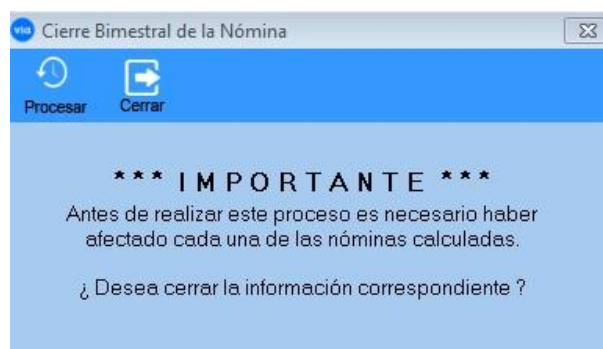 via Cierre Bimestral de la Nómina
Procesar Cerrar
*** IMPORTANTE ***
Antes de realizar este proceso es necesario haber
afectado cada una de las nóminas calculadas.
¿ Desea cerrar la información correspondiente ?